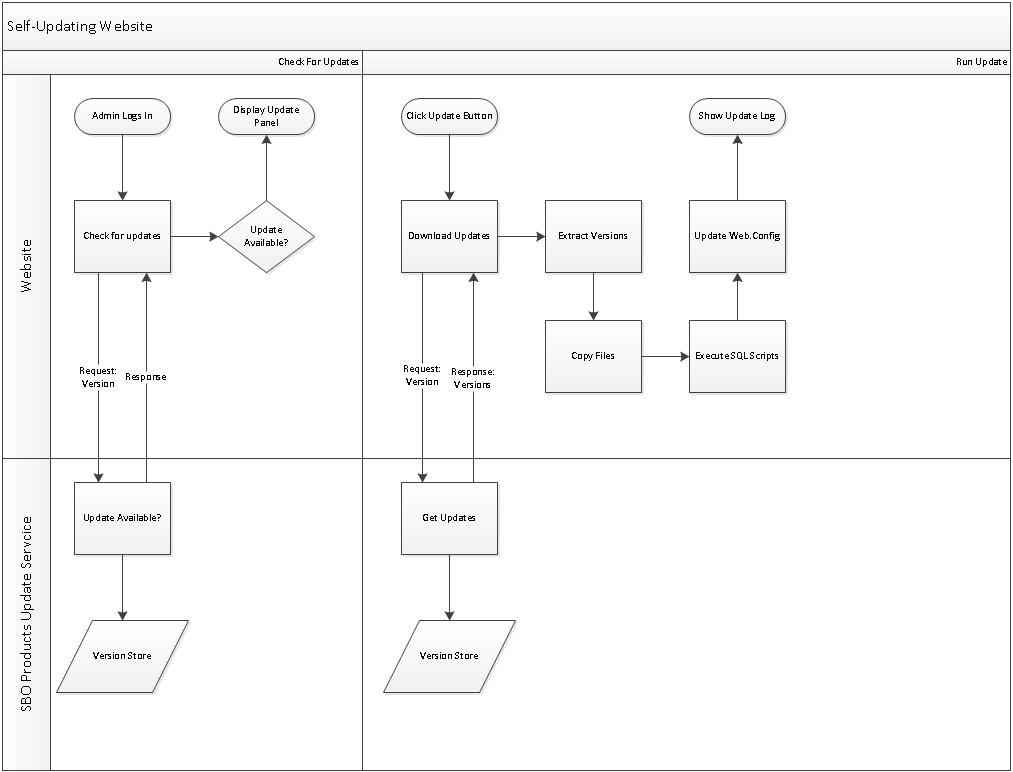 Self-Updating Website
Check For Updates
Run Update
Website
Admin Logs In
Display Update
Panel
Check for updates
Update
Available?
Request:
Version
Response
Click Update Button
Show Update Log
Download Updates
Extract Versions
Update Web.Config
Copy Files
Execute SQL Scripts
Request:
Version
Response:
Versions
SBO Products Update Servcice
Update Available?
Version Store
Get Updates
Version Store